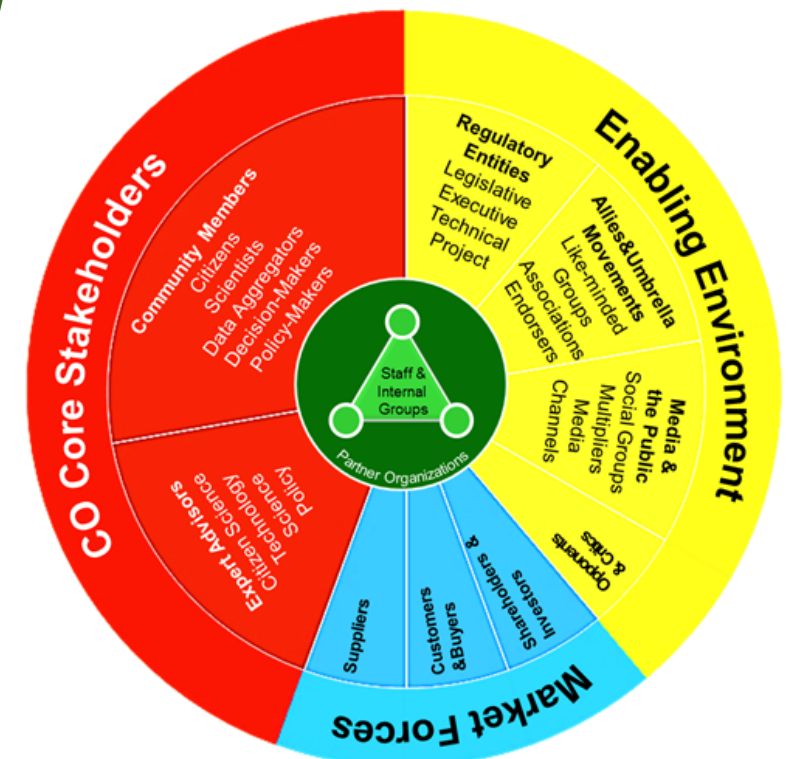 CO Core Stakeholders
Community Members
Citizens
Scientists
Data Aggregators
Decision-Makers
Policy-Makers
Expert Advisors
Citizen Science
Technology
Science
Policy
Enabling Environment
Regulatory
Entities
Legislative
Executive
Technical
Project
Allies&Umbrella
Movements
Like-minded
Groups
Associations
Endorsers
Media &
the Public
Social Groups
Multipliers
Media
Channels
Opponents
& Critics
Market Forces
Shareholders &
Investors
Customers
&Buyers
Suppliers
Staff &
Internal
Groups
Partner Organizations